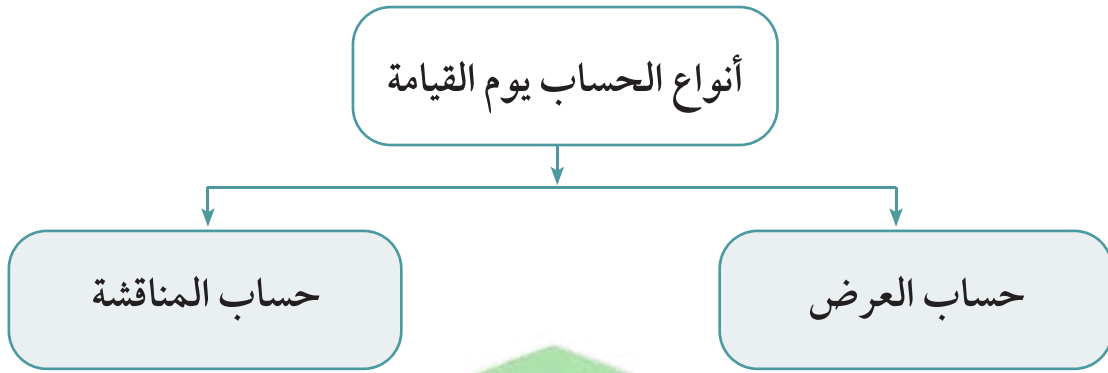 أنواع الحساب يوم القيامة
حساب العرض
حساب المناقشة